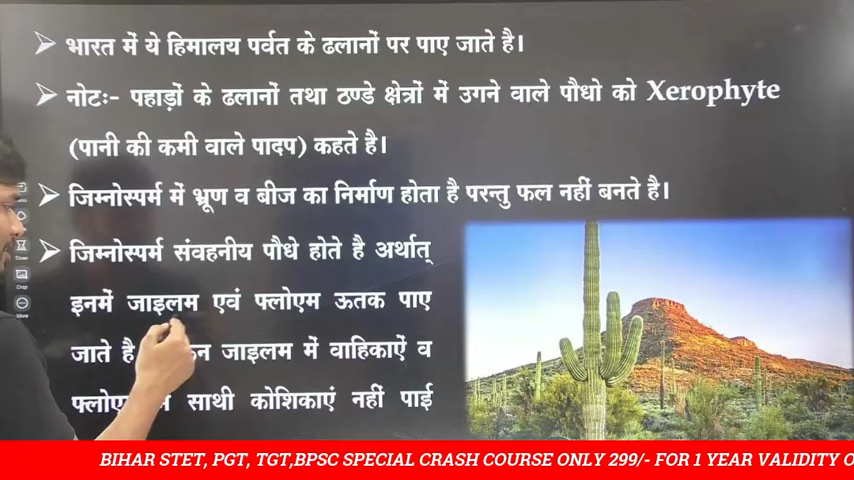 भारत में ये हिमालय पर्वत के ढलानों पर पाए जाते है।
नोटः- पहाड़ों के ढलानों तथा ठण्डे क्षेत्रों में उगने वाले पौधो को Xerophyte
(पानी की कमी वाले पादप) कहते है।
जिम्नोस्पर्म में भ्रूण व बीज का निर्माण होता है परन्तु फल नहीं बनते है।
जिम्नोस्पर्म संवहनीय पौधे होते है अर्थात्
इनमें जाइलम एवं फ्लोएम ऊतक पाए
जाते है जाइलम में वाहिकाऐं व
साथी कोशिकाएं नहीं पाई
BIHAR STET, PGT, TGT,BPSC SPECIAL CRASH COURSE ONLY 299/- FOR 1 YEAR VALIDITY